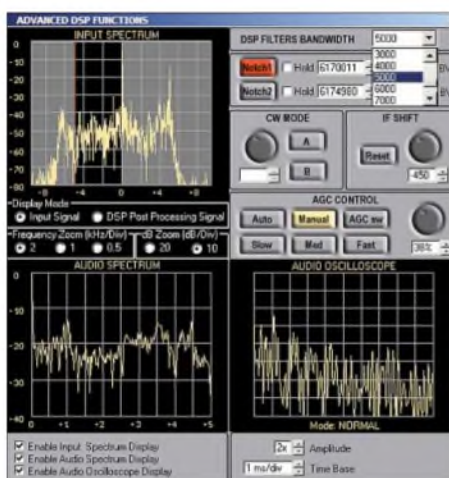 ADVANCED DSP FUNCTIONS
INPUT SPECTRUM
0
-10
-20
-30
-40
-50
-60
-70
-80
-8 -4 0 +4 +8
Display Mode
Input Signal DSP Post Processing Signal
Frequency Zoom (kHz/Div) dB Zoom (dB/Div)
2 1 0.5 20 10
DSP FILTERS BANDWIDTH 5000
3000
4000
5000
6000
7000
Notch1 Hold 6170011
Notch2 Hold 6174980
CW MODE
A
B
IF SHIFT
Reset
-450
AGC CONTROL
Auto Manual AGC sw
Slow Med Fast
38%
AUDIO SPECTRUM
0
-10
-20
-30
-40
0 +1 +2 +3 +4 +5
AUDIO OSCILLOSCOPE
Mode: NORMAL
Enable Input Spectrum Display
Enable Audio Spectrum Display
Enable Audio Oscilloscope Display
2x Amplitude
1 ms/div Time Base